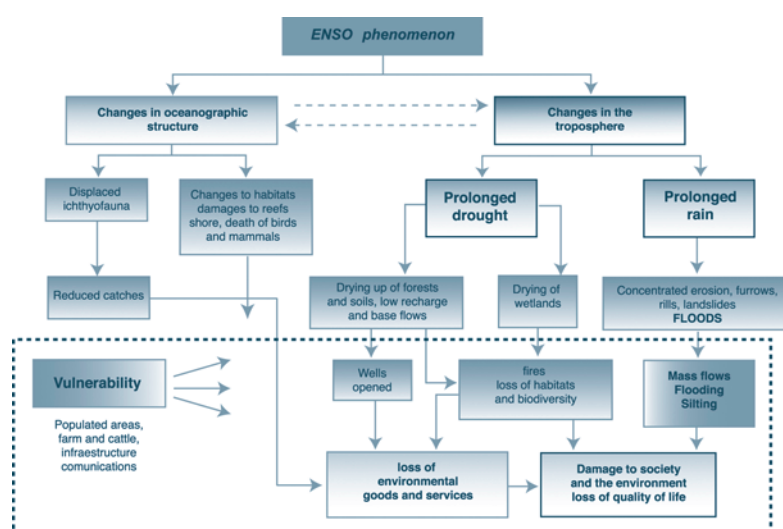 ENSO phenomenon
Changes in oceanographic
structure
Changes in the
troposphere
Displaced
ichthyofauna
Changes to habitats
damages to reefs
shore, death of birds
and mammals
Prolonged
drought
Prolonged
rain
Reduced catches
Drying up of forests
and soils, low recharge
and base flows
Drying of
wetlands
Concentrated erosion, furrows,
rills, landslides
FLOODS
Vulnerability
Populated areas,
farm and cattle,
infraestructure
comunications
Wells
opened
fires
loss of habitats
and biodiversity
Mass flows
Flooding
Silting
loss of
environmental
goods and services
Damage to society
and the environment
loss of quality of life